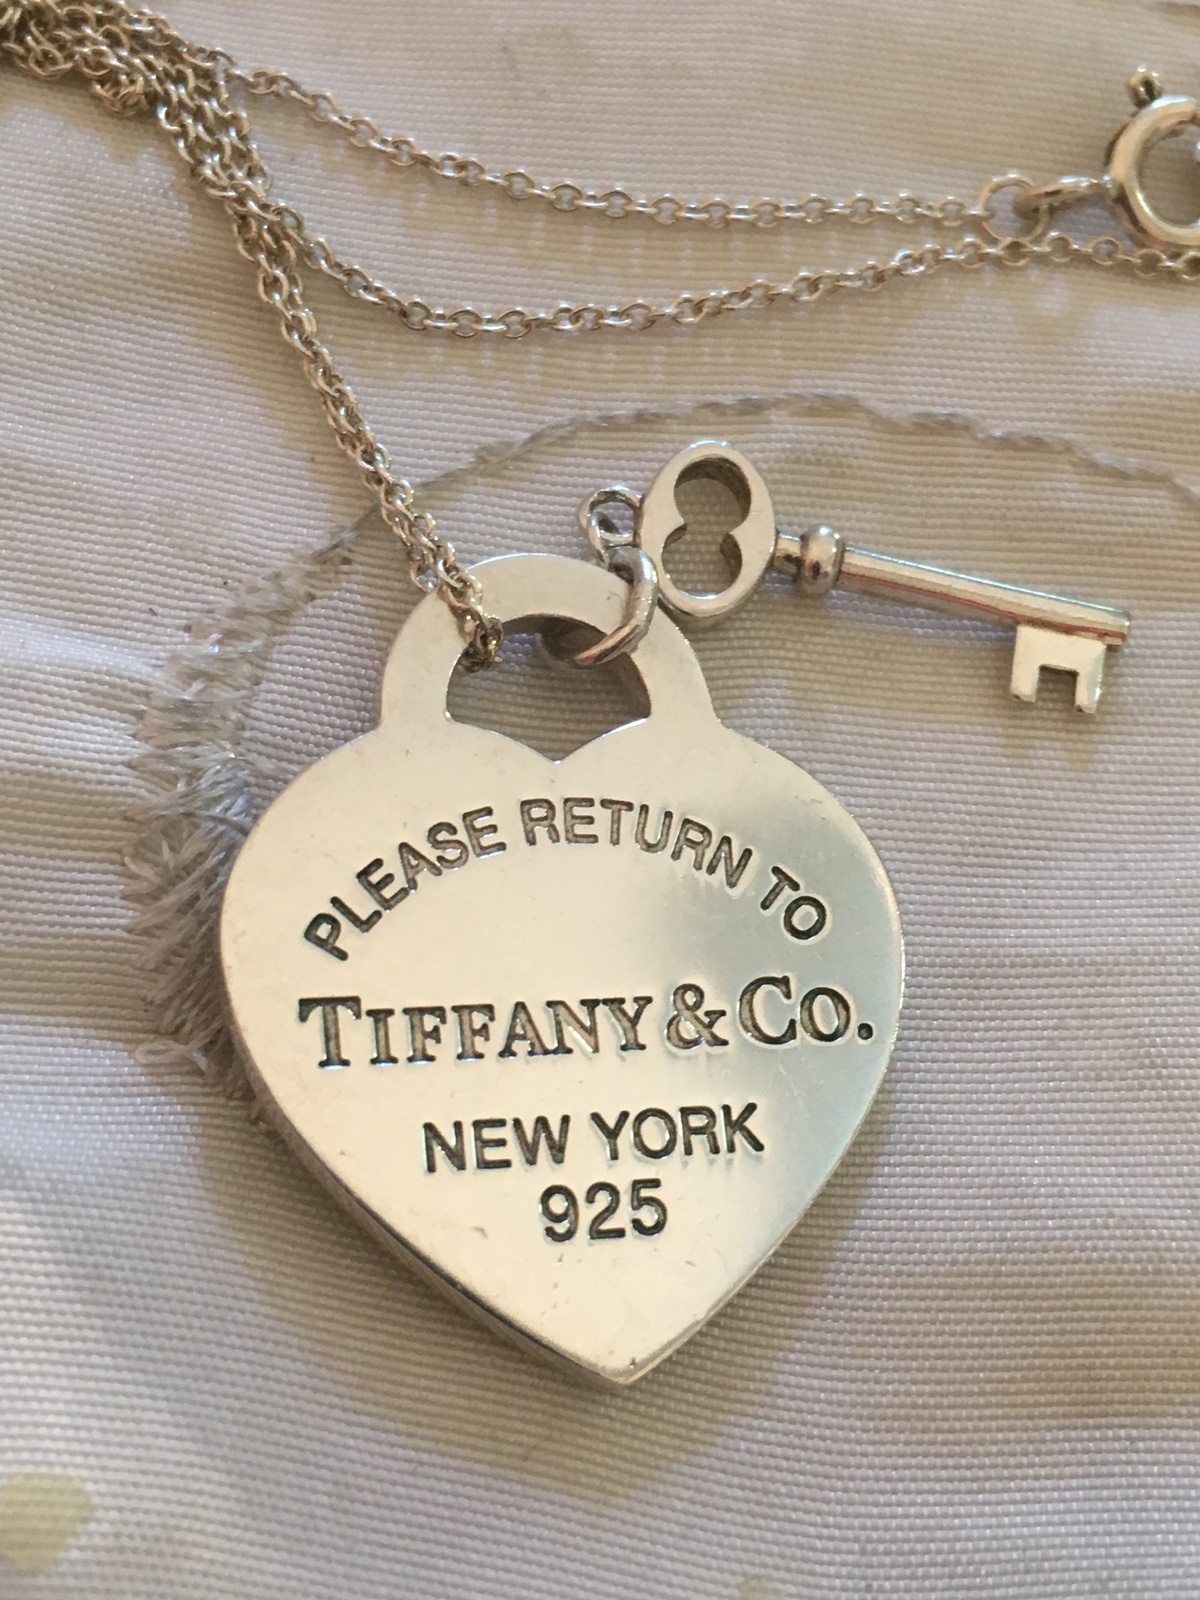 PLEASE RETURN TO
TIFFANY & CO.
NEW YORK
925